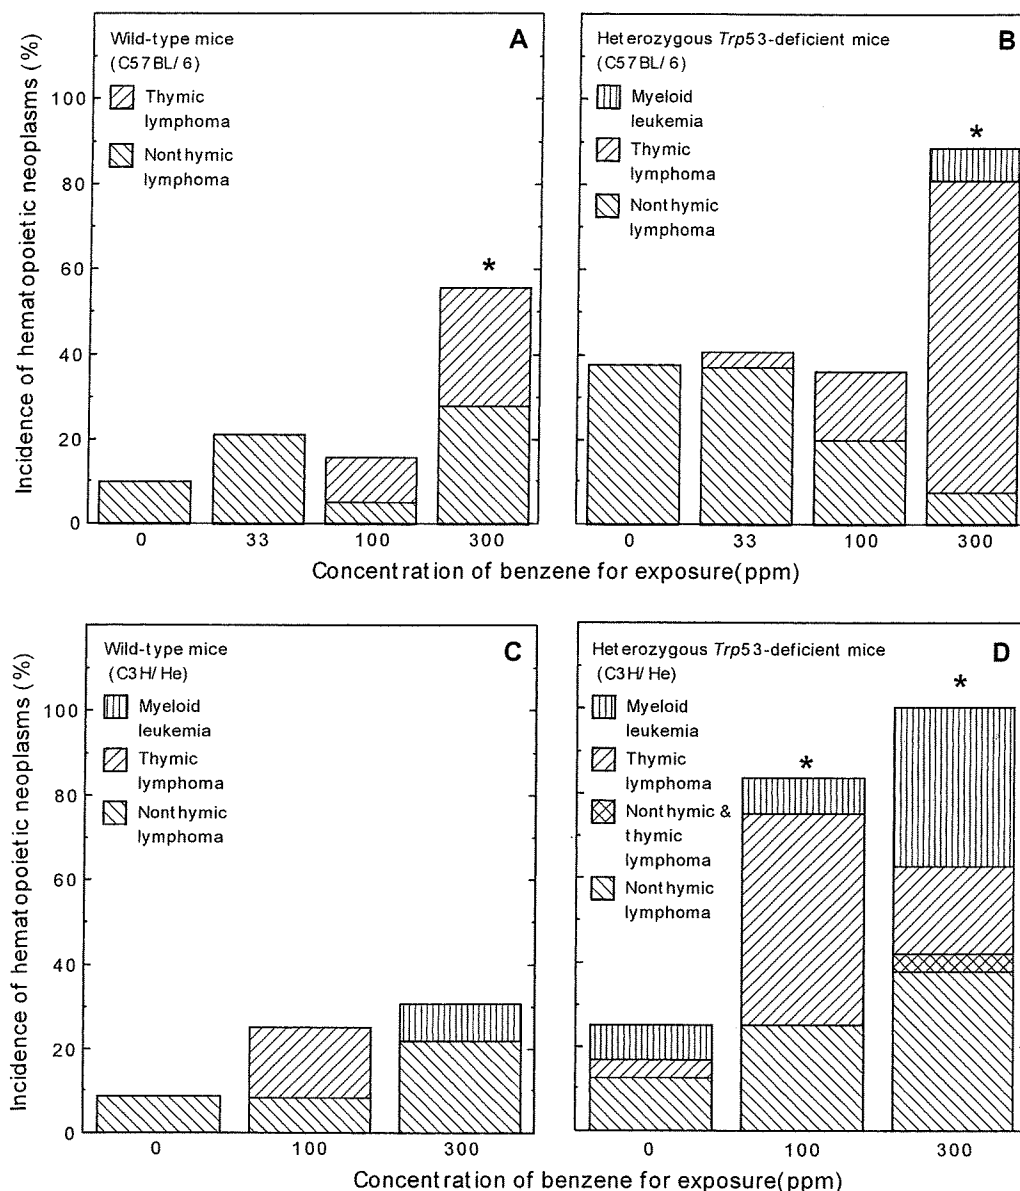 Incidence of hematopoietic neoplasms (%)
100
80
60
40
20
0
Wild-type mice
(C57BL/6)
A
Thymic
lymphoma
Nonthymic
lymphoma
*
0 33 100 300
Heterozygous Trp53-deficient mice
(C57BL/6)
B
Myeloid
leukemia
Thymic
lymphoma
Nonthymic
lymphoma
*
0 33 100 300
Concentration of benzene for exposure(ppm)
Incidence of hematopoietic neoplasms (%)
100
80
60
40
20
0
Wild-type mice
(C3H/He)
C
Myeloid
leukemia
Thymic
lymphoma
Nonthymic
lymphoma
0 100 300
Heterozygous Trp53-deficient mice
(C3H/He)
D
Myeloid
leukemia
Thymic
lymphoma
Nonthymic &
thymic
lymphoma
Nonthymic
lymphoma
*
*
0 100 300
Concentration of benzene for exposure(ppm)